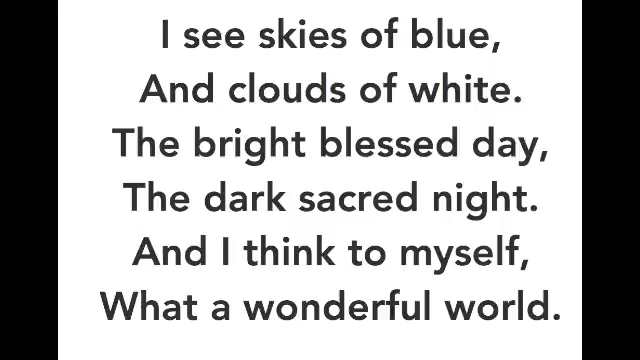 I see skies of blue,
And clouds of white.
The bright blessed day,
The dark sacred night.
And I think to myself,
What a wonderful world.